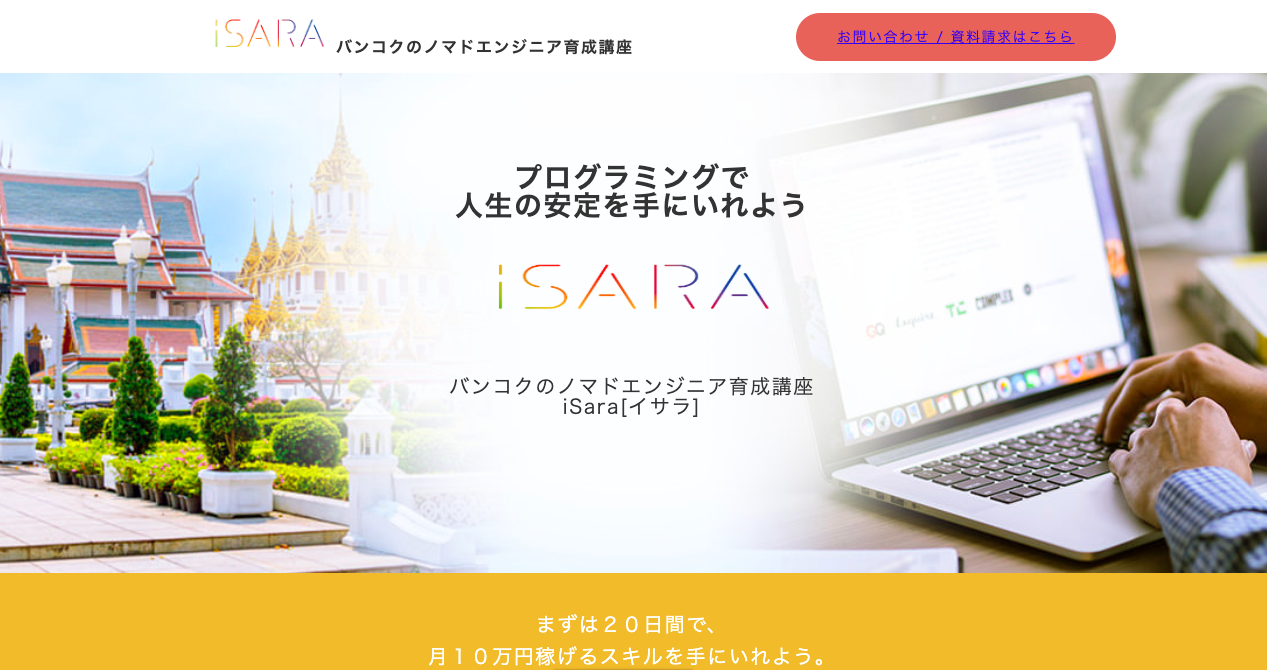 iSARA バンコクのノマドエンジニア育成講座
お問い合わせ / 資料請求はこちら
プログラミングで
人生の安定を手にいれよう
iSARA
バンコクのノマドエンジニア育成講座
iSara[イサラ]
GQ Esquire TC COMPLEX
まずは２０日間で、
月１０万円稼げるスキルを手にいれよう。